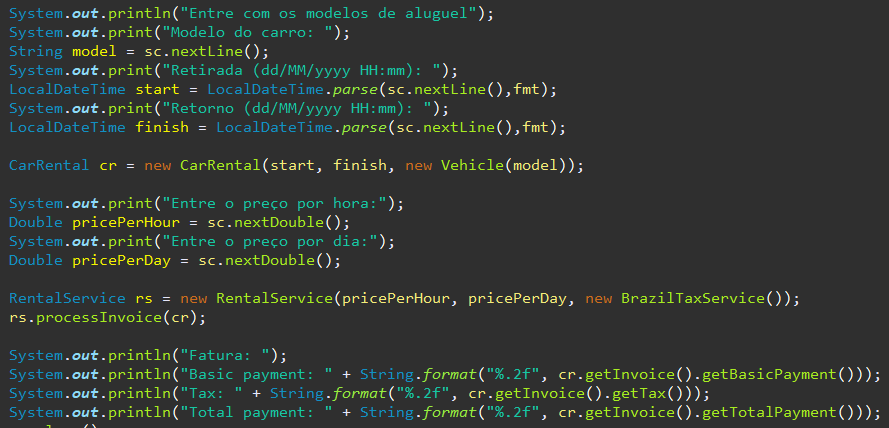 System.out.println("Entre com os modelos de aluguel");
System.out.print("Modelo do carro: ");
String model = sc.nextLine();
System.out.print("Retirada (dd/MM/yyyy HH:mm): ");
LocalDateTime start = LocalDateTime.parse(sc.nextLine(),fmt);
System.out.print("Retorno (dd/MM/yyyy HH:mm): ");
LocalDateTime finish = LocalDateTime.parse(sc.nextLine(),fmt);
CarRental cr = new CarRental(start, finish, new Vehicle(model));
System.out.print("Entre o preço por hora:");
Double pricePerHour = sc.nextDouble();
System.out.print("Entre o preço por dia:");
Double pricePerDay = sc.nextDouble();
RentalService rs = new RentalService(pricePerHour, pricePerDay, new BrazilTaxService());
rs.processInvoice(cr);
System.out.println("Fatura: ");
System.out.println("Basic payment: " + String.format("%.2f", cr.getInvoice().getBasicPayment()));
System.out.println("Tax: " + String.format("%.2f", cr.getInvoice().getTax()));
System.out.println("Total payment: " + String.format("%.2f", cr.getInvoice().getTotalPayment()));